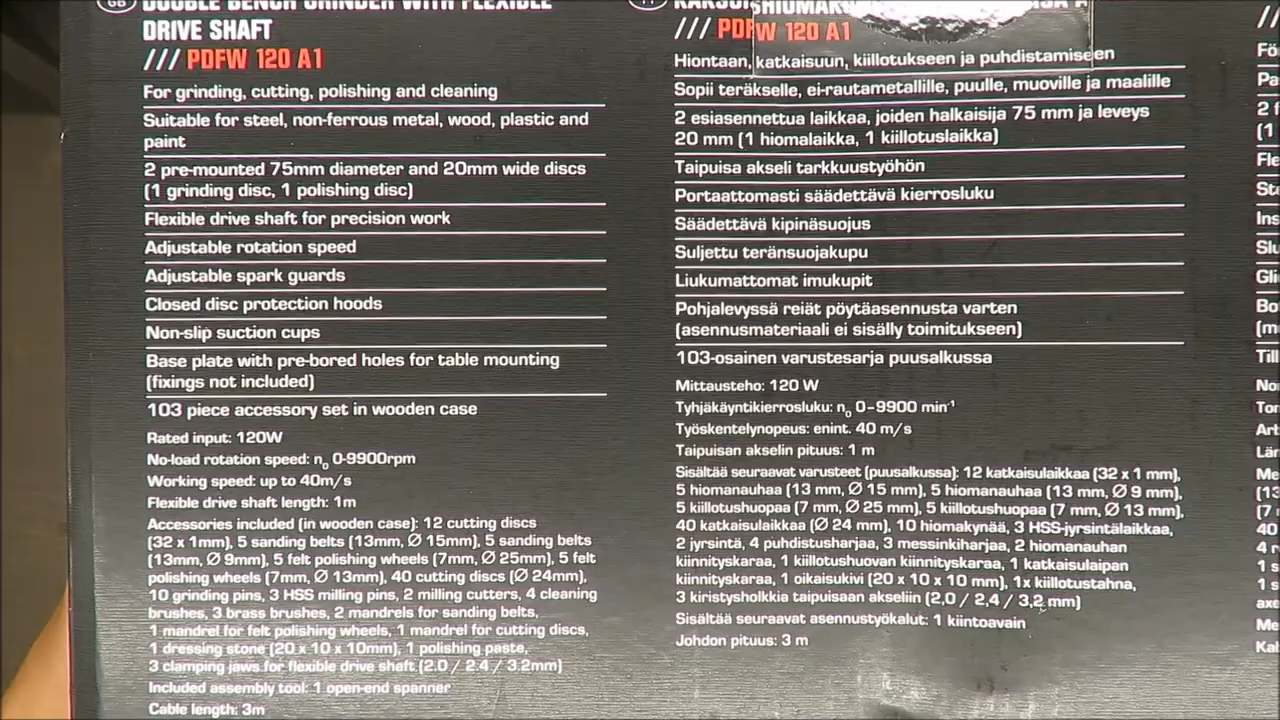 GB DOUBLE BENCH GRINDER WITH FLEXIBLE
DRIVE SHAFT
/// PDFW 120 A1
For grinding, cutting, polishing and cleaning
Suitable for steel, non-ferrous metal, wood, plastic and
paint
2 pre-mounted 75mm diameter and 20mm wide discs
(1 grinding disc, 1 polishing disc)
Flexible drive shaft for precision work
Adjustable rotation speed
Adjustable spark guards
Closed disc protection hoods
Non-slip suction cups
Base plate with pre-bored holes for table mounting
(fixings not included)
103 piece accessory set in wooden case
Rated input: 120W
No-load rotation speed: n0 0-9900rpm
Working speed: up to 40m/s
Flexible drive shaft length: 1m
Accessories included (in wooden case): 12 cutting discs
(32 x 1mm), 5 sanding belts (13mm, Ø 15mm), 5 sanding belts
(13mm, Ø 9mm), 5 felt polishing wheels (7mm, Ø 25mm), 5 felt
polishing wheels (7mm, Ø 13mm), 40 cutting discs (Ø 24mm),
10 grinding pins, 3 HSS milling pins, 2 milling cutters, 4 cleaning
brushes, 3 brass brushes, 2 mandrels for sanding belts,
1 mandrel for felt polishing wheels, 1 mandrel for cutting discs,
1 dressing stone (20 x 10 x 10mm), 1 polishing paste,
3 clamping jaws for flexible drive shaft (2.0 / 2.4 / 3.2mm)
Included assembly tool: 1 open-end spanner
Cable length: 3m
/// PDFW 120 A1
Hiontaan, katkaisuun, kiillotukseen ja puhdistamiseen
Sopii teräkselle, ei-rautametallille, puulle, muoville ja maalille
2 esiasennettua laikkaa, joiden halkaisija 75 mm ja leveys
20 mm (1 hiomalaikka, 1 kiillotuslaikka)
Taipuisa akseli tarkkuustyöhön
Portaattomasti säädettävä kierrosluku
Säädettävä kipinäsuojus
Suljettu teränsuojakupu
Liukumattomat imukupit
Pohjalevyssä reiät pöytäasennusta varten
(asennusmateriaali ei sisälly toimitukseen)
103-osainen varustesarja puusalkussa
Mittausteho: 120 W
Tyhjäkäyntikierrosluku: n0 0–9900 min⁻¹
Työskentelynopeus: enint. 40 m/s
Taipuisan akselin pituus: 1 m
Sisältää seuraavat varusteet (puusalkussa): 12 katkaisulaikkaa (32 x 1 mm),
5 hiomanauhaa (13 mm, Ø 15 mm), 5 hiomanauhaa (13 mm, Ø 9 mm),
5 kiillotushuopaa (7 mm, Ø 25 mm), 5 kiillotushuopaa (7 mm, Ø 13 mm),
40 katkaisulaikkaa (Ø 24 mm), 10 hiomakynää, 3 HSS-jyrsintälaikkaa,
2 jyrsintä, 4 puhdistusharjaa, 3 messinkiharjaa, 2 hiomanauhan
kiinnityskaraa, 1 kiillotushuovan kiinnityskaraa, 1 katkaisulaipan
kiinnityskaraa, 1 oikaisukivi (20 x 10 x 10 mm), 1x kiillotustahna,
3 kiristysholkkia taipuisaan akseliin (2,0 / 2,4 / 3,2 mm)
Sisältää seuraavat asennustyökalut: 1 kiintoavain
Johdon pituus: 3 m